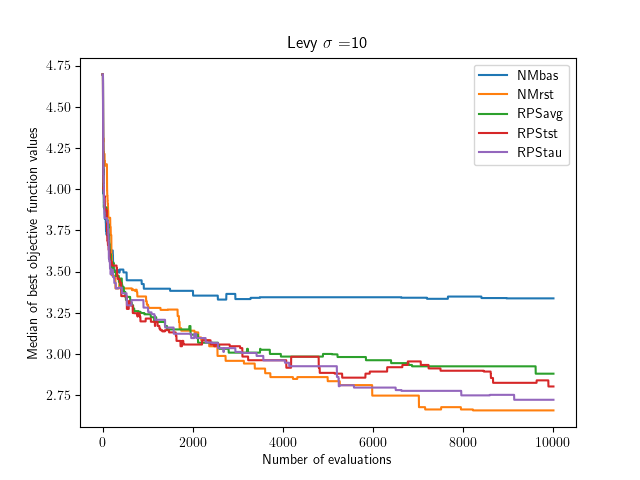 Levy σ =10
Median of best objective function values
4.75
4.50
4.25
4.00
3.75
3.50
3.25
3.00
2.75
NMbas
NMrst
RPSavg
RPStst
RPStau
0 2000 4000 6000 8000 10000
Number of evaluations